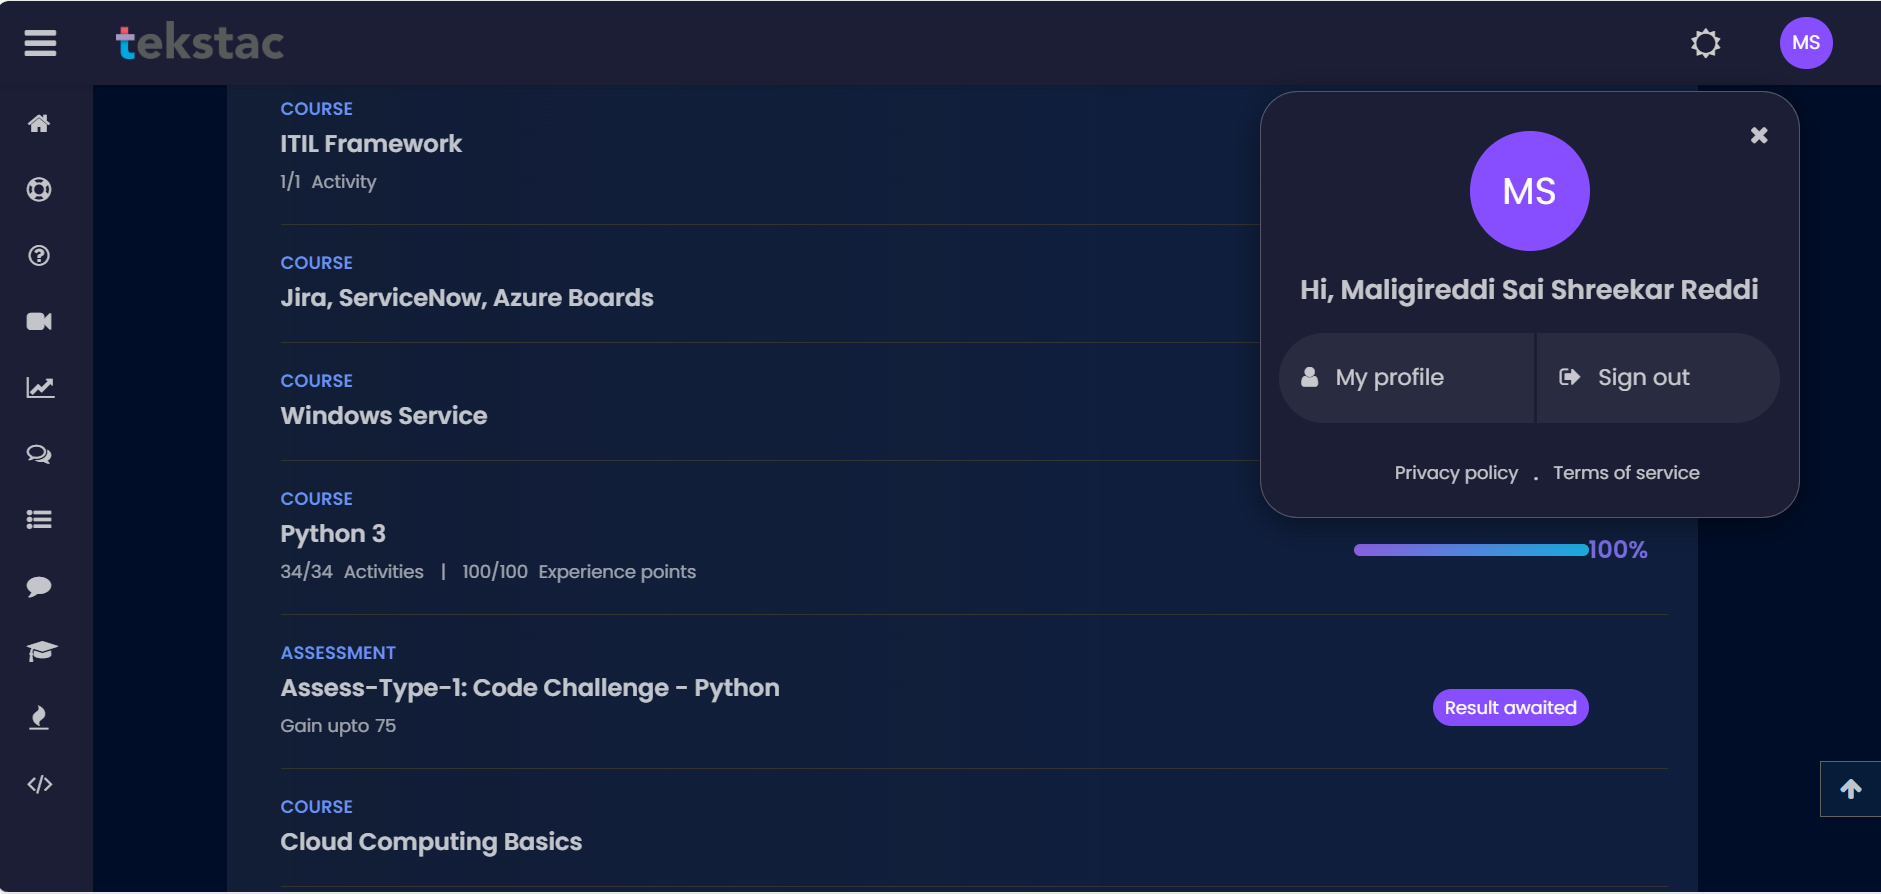 tekstac
MS
COURSE
ITIL Framework
1/1 Activity
COURSE
Jira, ServiceNow, Azure Boards
COURSE
Windows Service
COURSE
Python 3
34/34 Activities | 100/100 Experience points
100%
ASSESSMENT
Assess-Type-1: Code Challenge - Python
Gain upto 75
Result awaited
COURSE
Cloud Computing Basics
MS
Hi, Maligireddi Sai Shreekar Reddi
My profile
Sign out
Privacy policy . Terms of service